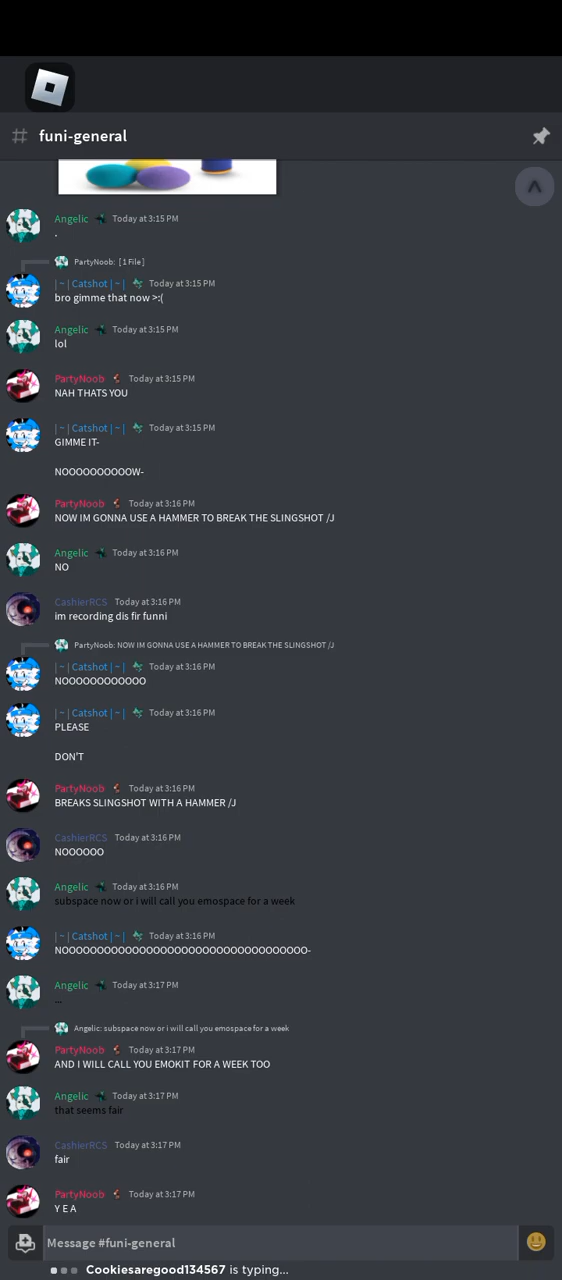 # funi-general
Angelic Today at 3:15 PM
.
PartyNoob: [1 File]
| ~ | Catshot | ~ | Today at 3:15 PM
bro gimme that now >:(
Angelic Today at 3:15 PM
lol
PartyNoob Today at 3:15 PM
NAH THATS YOU
| ~ | Catshot | ~ | Today at 3:15 PM
GIMME IT-
NOOOOOOOOOOW-
PartyNoob Today at 3:16 PM
NOW IM GONNA USE A HAMMER TO BREAK THE SLINGSHOT /J
Angelic Today at 3:16 PM
NO
CashierRCS Today at 3:16 PM
im recording dis fir funni
PartyNoob: NOW IM GONNA USE A HAMMER TO BREAK THE SLINGSHOT /J
| ~ | Catshot | ~ | Today at 3:16 PM
NOOOOOOOOOOOO
| ~ | Catshot | ~ | Today at 3:16 PM
PLEASE
DON'T
PartyNoob Today at 3:16 PM
BREAKS SLINGSHOT WITH A HAMMER /J
CashierRCS Today at 3:16 PM
NOOOOOO
Angelic Today at 3:16 PM
subspace now or i will call you emospace for a week
| ~ | Catshot | ~ | Today at 3:16 PM
NOOOOOOOOOOOOOOOOOOOOOOOOOOOOOOOOOOO-
Angelic Today at 3:17 PM
...
Angelic: subspace now or i will call you emospace for a week
PartyNoob Today at 3:17 PM
AND I WILL CALL YOU EMOKIT FOR A WEEK TOO
Angelic Today at 3:17 PM
that seems fair
CashierRCS Today at 3:17 PM
fair
PartyNoob Today at 3:17 PM
Y E A
Message #funi-general
Cookiesaregood134567 is typing...